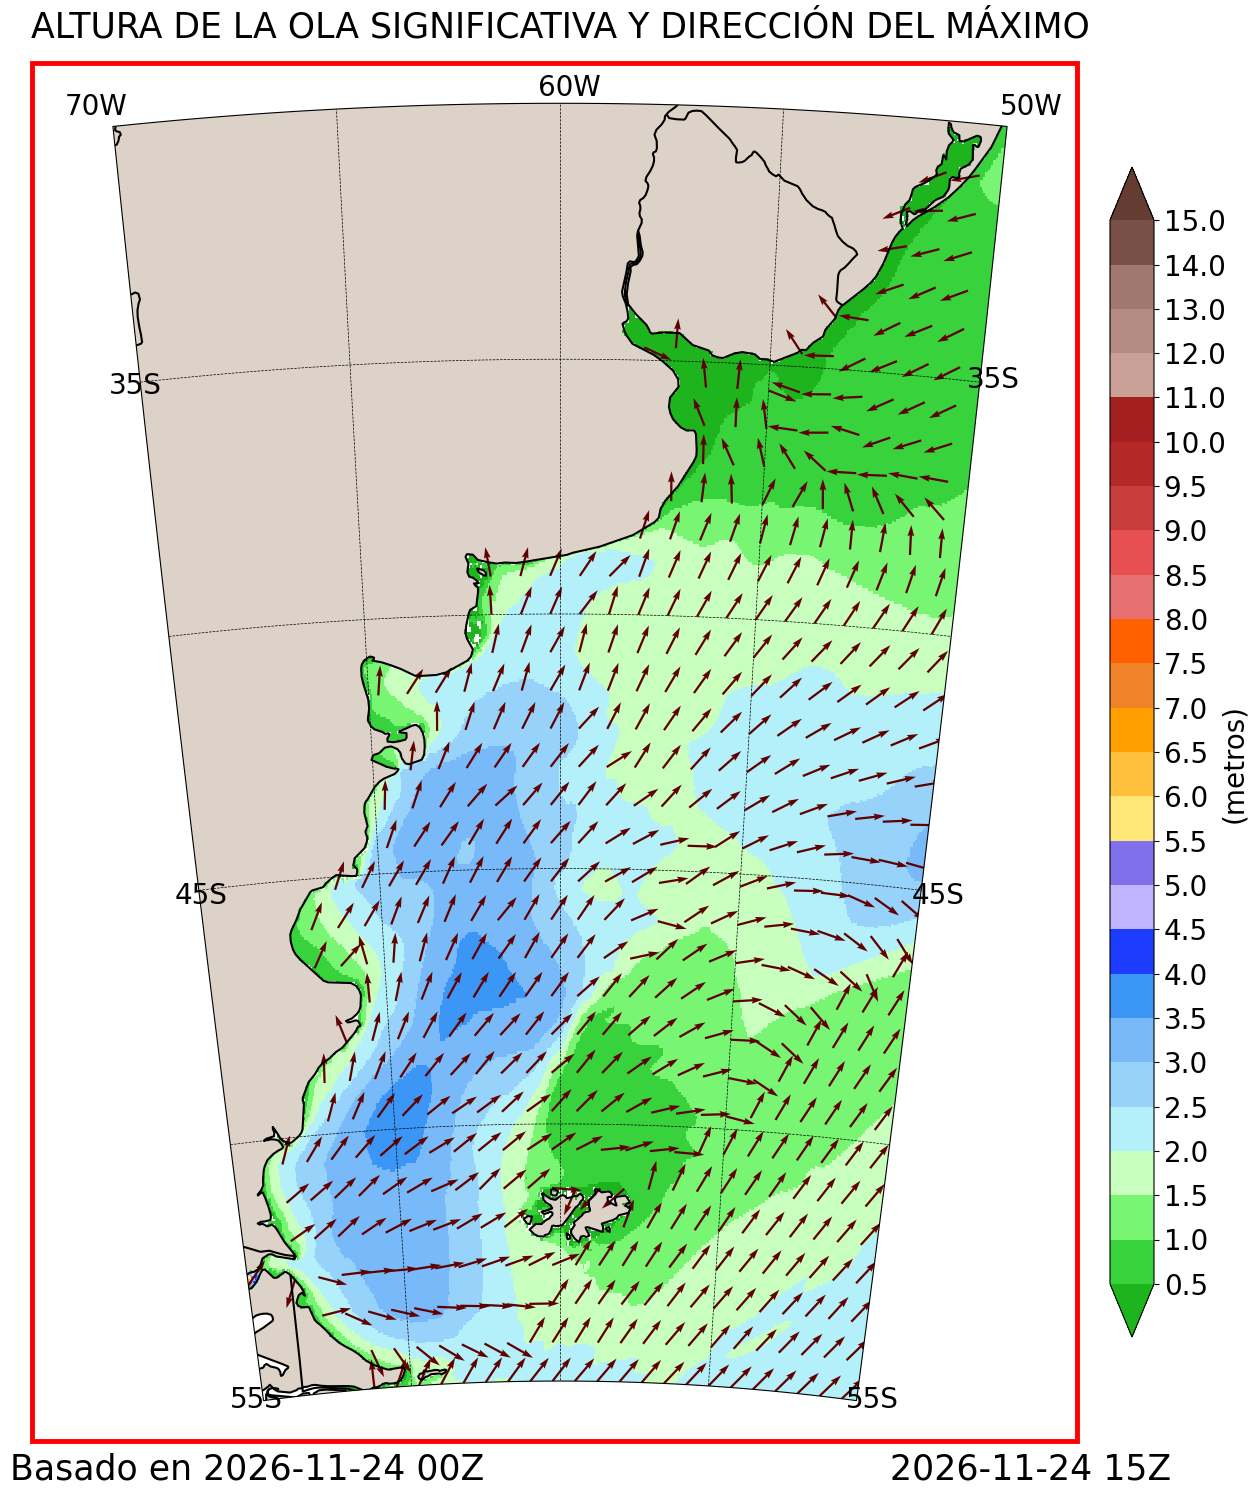 ALTURA DE LA OLA SIGNIFICATIVA Y DIRECCIÓN DEL MÁXIMO
70W
60W
50W
35S
35S
45S
45S
55S
55S
15.0
14.0
13.0
12.0
11.0
10.0
9.5
9.0
8.5
8.0
7.5
7.0
6.5
6.0
5.5
5.0
4.5
4.0
3.5
3.0
2.5
2.0
1.5
1.0
0.5
(metros)
Basado en 2026-11-24 00Z
2026-11-24 15Z